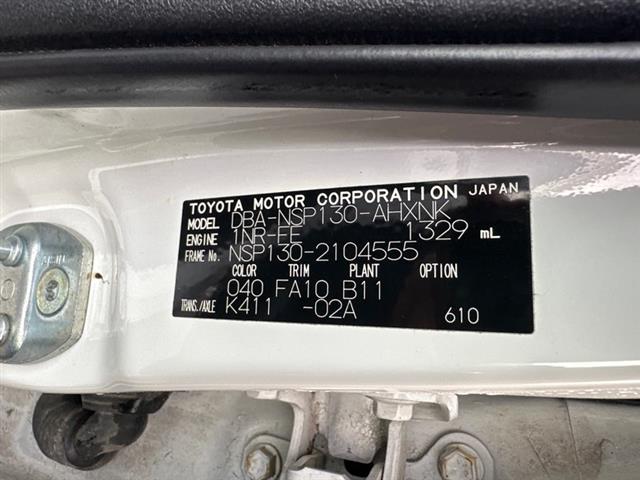 TOYOTA MOTOR CORPORATION JAPAN
MODEL DBA-NSP130-AHXNK
ENGINE 1NR-FE 1329 mL
FRAME No. NSP130-2104555
COLOR TRIM PLANT OPTION
040 FA10 B11
TRANS./AXLE K411 -02A 610